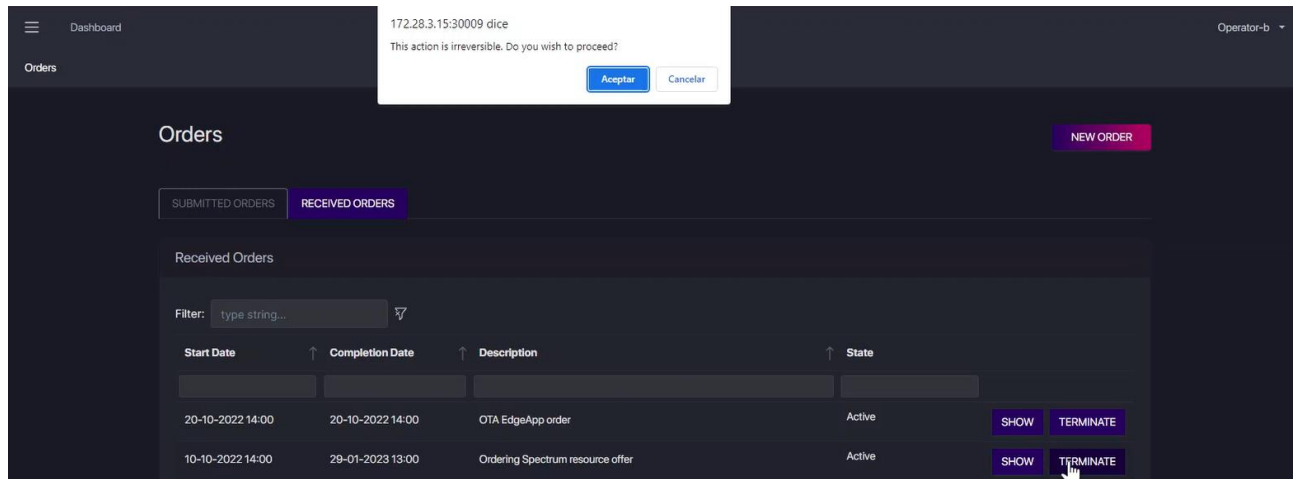 172.28.3.15:30009 dice
This action is irreversible. Do you wish to proceed?
Aceptar Cancelar
Dashboard Operator-b
Orders
Orders
NEW ORDER
SUBMITTED ORDERS RECEIVED ORDERS
Received Orders
Filter: type string...
Start Date Completion Date Description State
20-10-2022 14:00 20-10-2022 14:00 OTA EdgeApp order Active SHOW TERMINATE
10-10-2022 14:00 29-01-2023 13:00 Ordering Spectrum resource offer Active SHOW TERMINATE